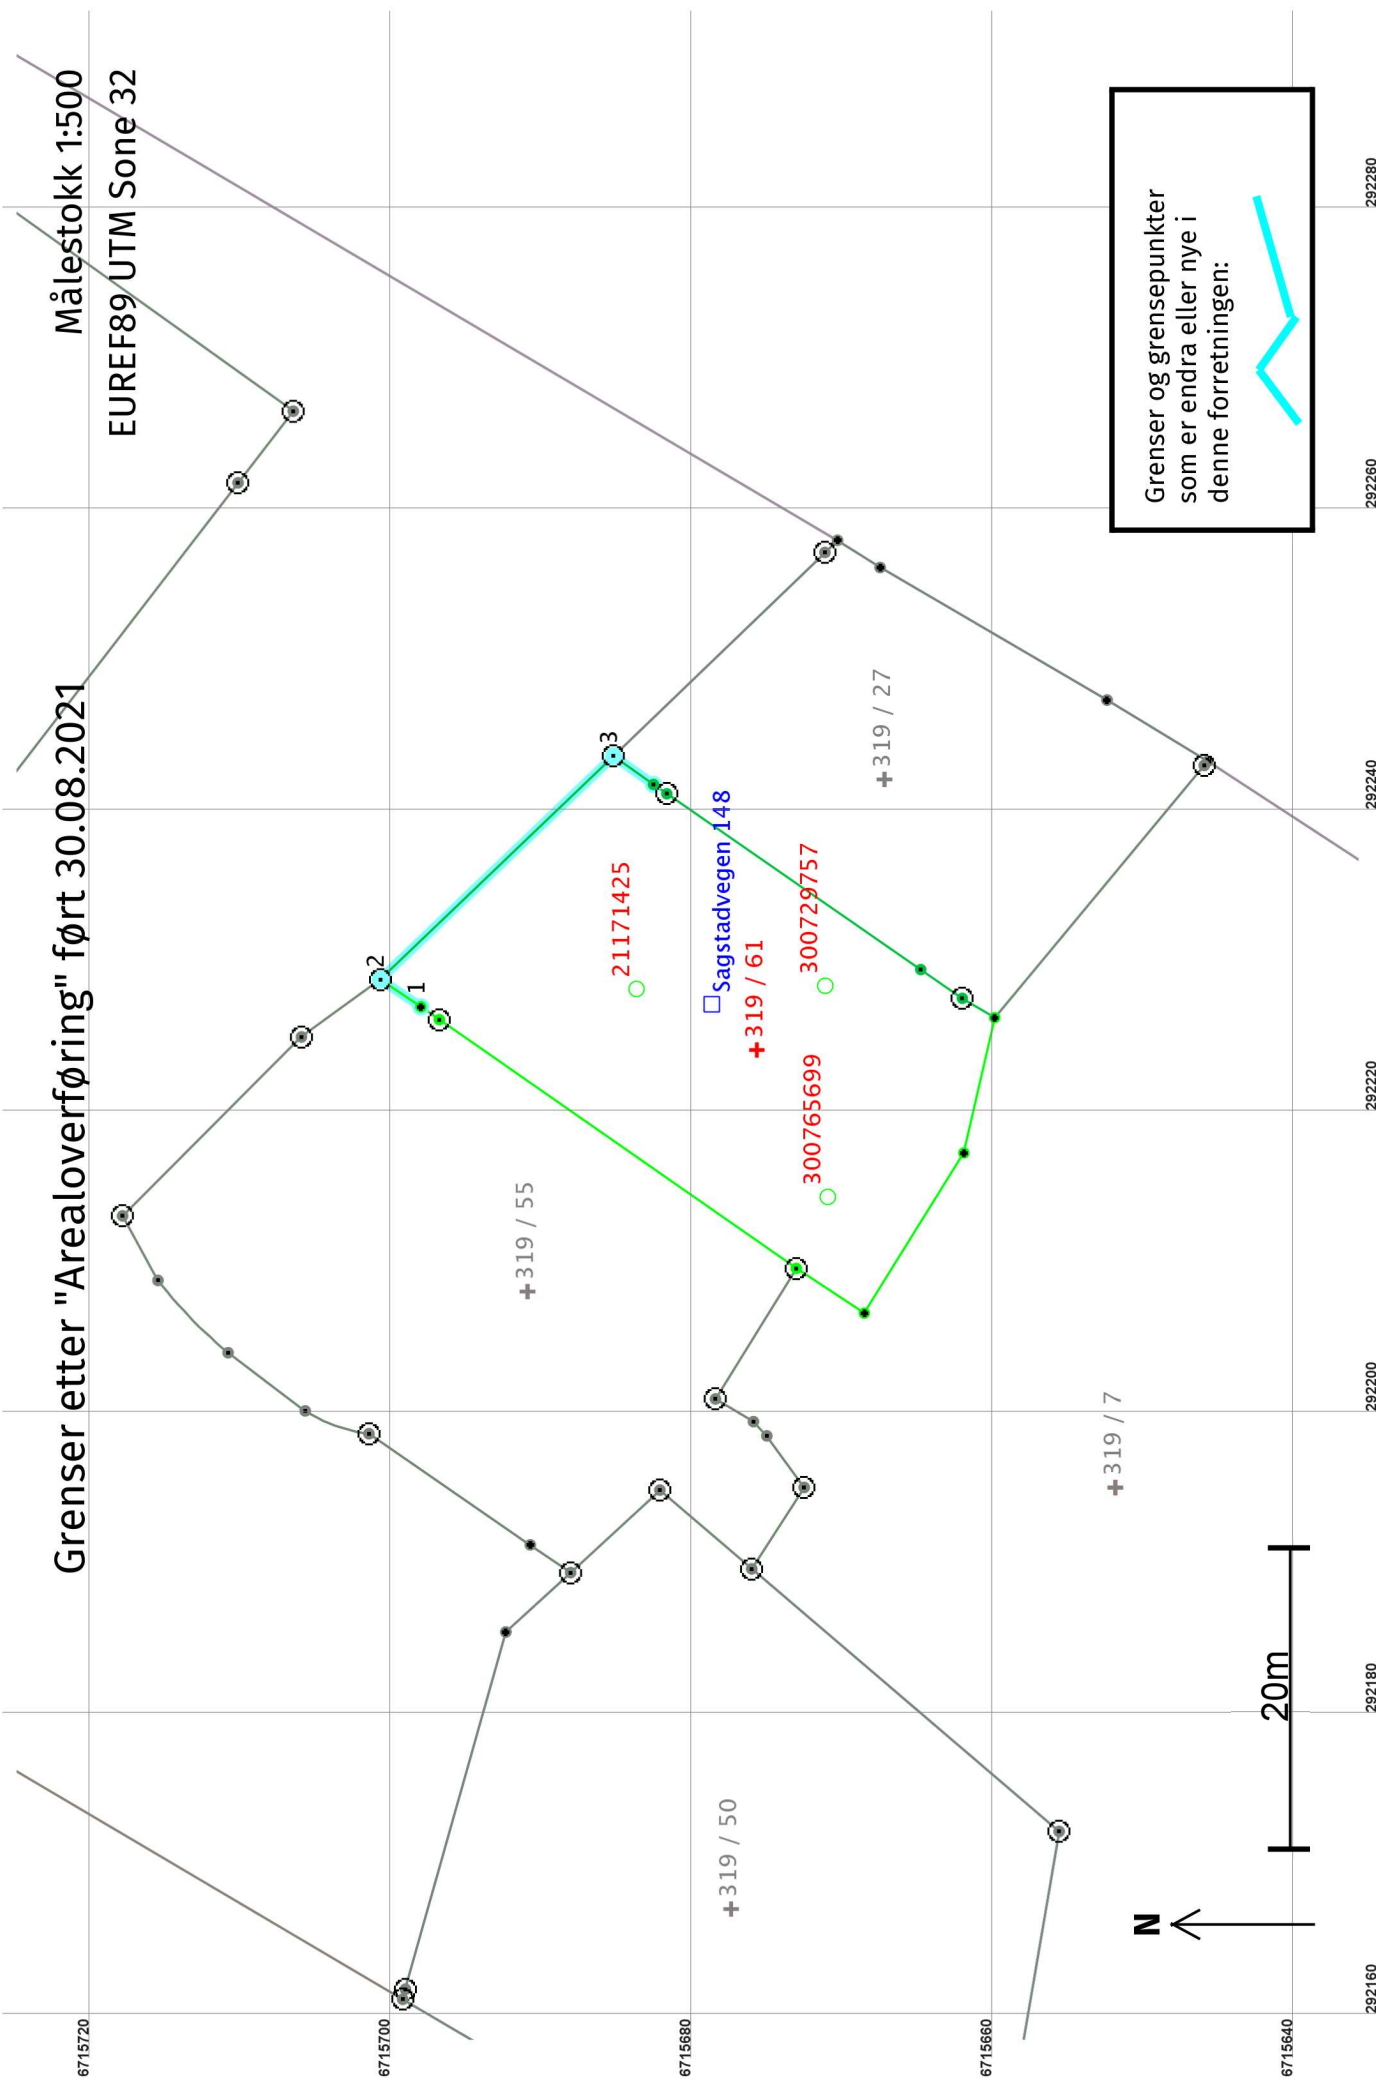 Grenser etter "Arealoverføring" ført 30.08.2021
Målestokk 1:500
EUREF89 UTM Sone 32
2
1
3
21171425
Sagstadvegen 148
319 / 61
300729757
300765699
319 / 55
319 / 27
319 / 50
319 / 7
Grenser og grensepunkter
som er endra eller nye i
denne forretningen:
N
20m
6715720
6715700
6715680
6715660
6715640
292160
292180
292200
292220
292240
292260
292280